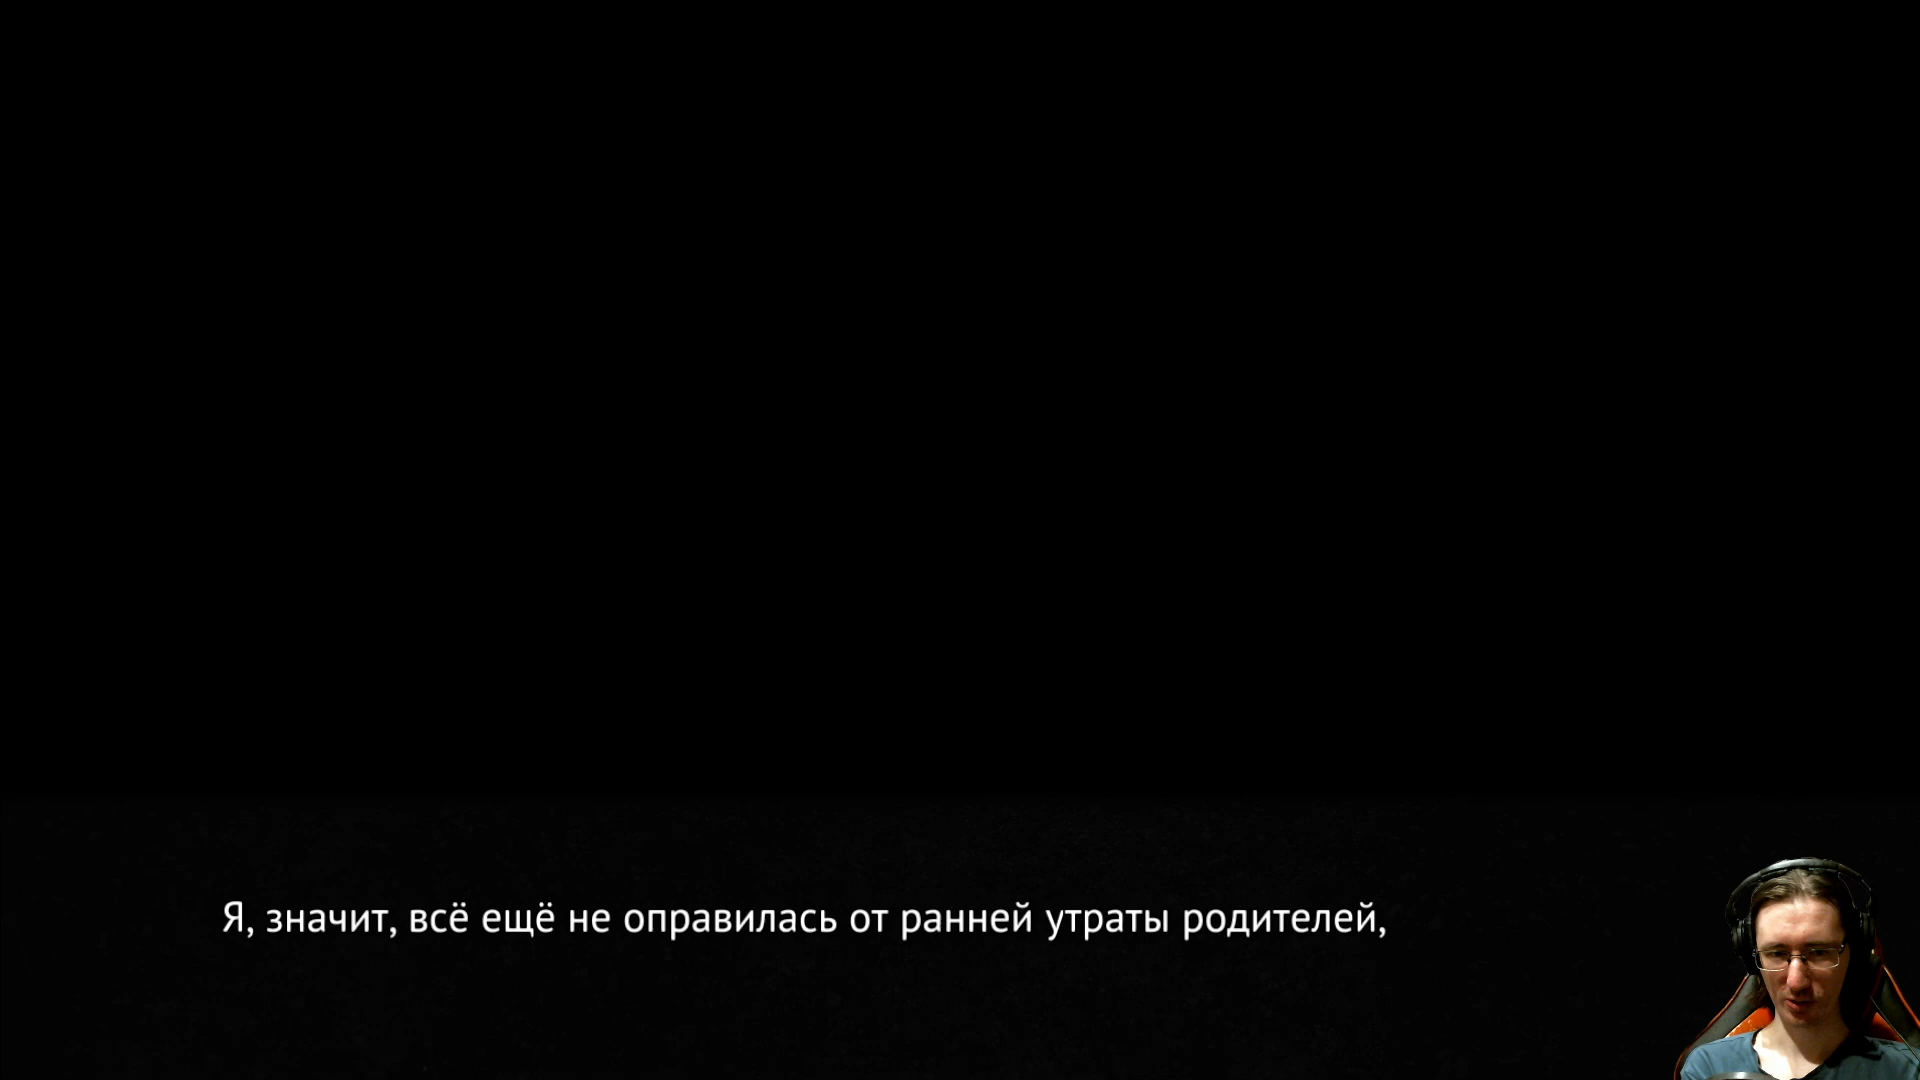 Я, значит, всё ещё не оправилась от ранней утраты родителей,